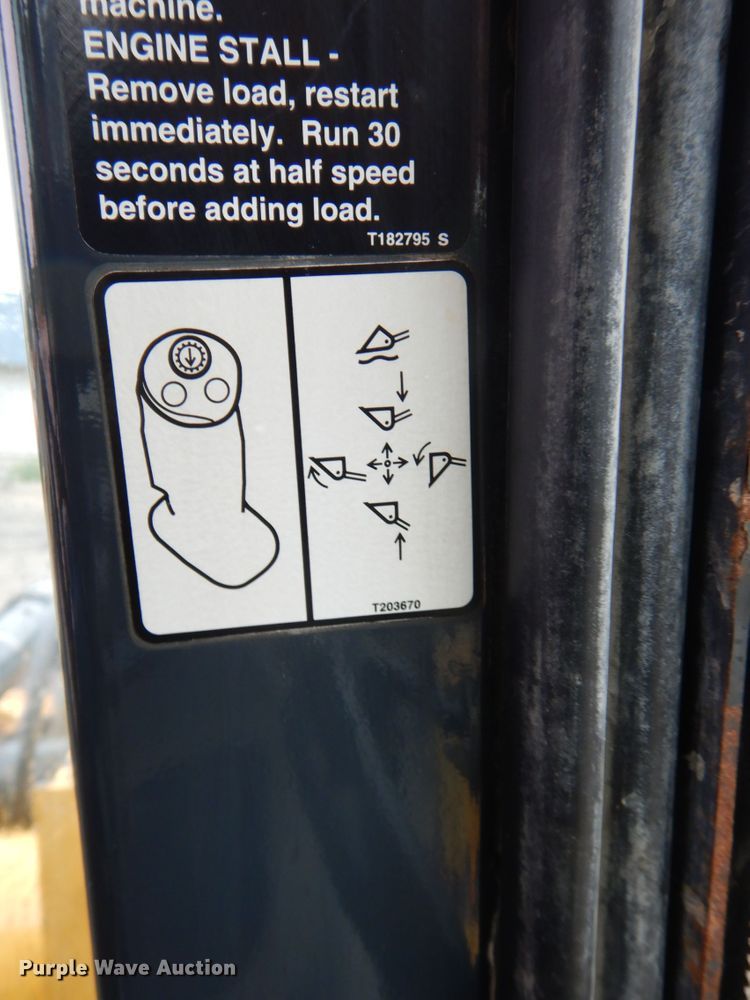 machine.
ENGINE STALL -
Remove load, restart
immediately. Run 30
seconds at half speed
before adding load.
T182795 S
T203670
Purple Wave Auction